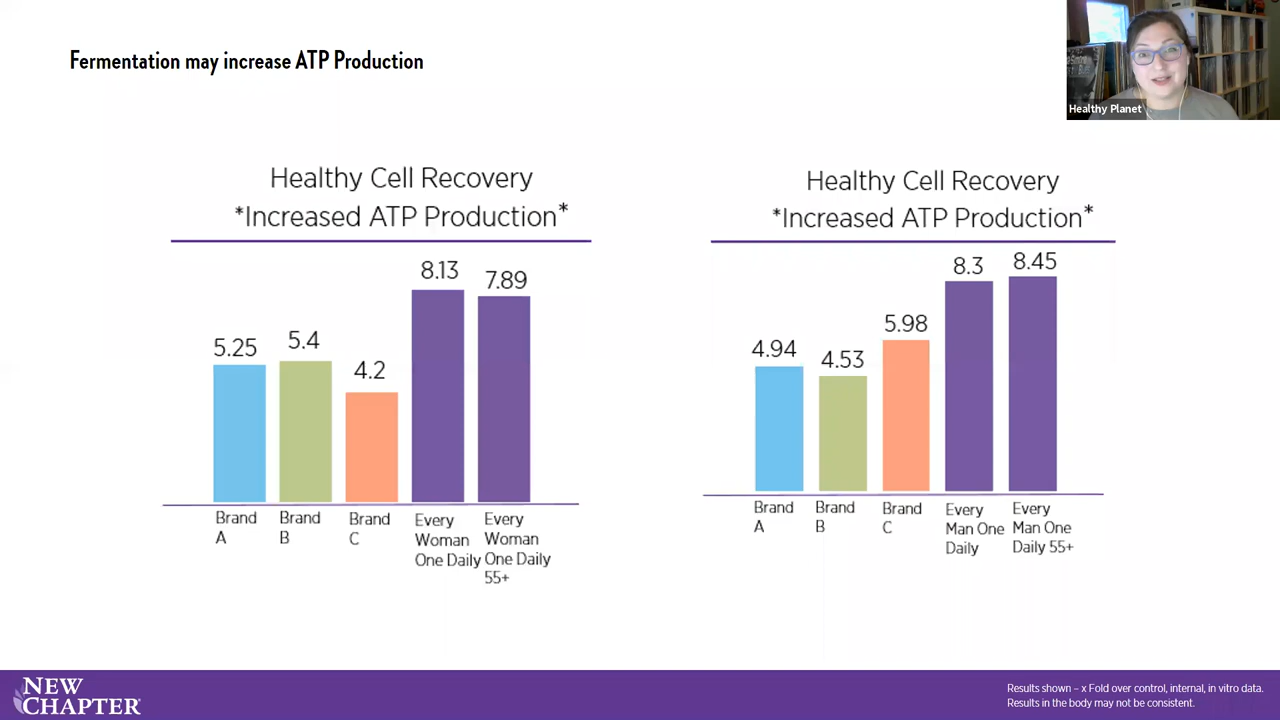 Fermentation may increase ATP Production
Healthy Planet
Healthy Cell Recovery
*Increased ATP Production*
5.25
5.4
4.2
8.13
7.89
Brand
A
Brand
B
Brand
C
Every
Woman
One Daily
Every
Woman
One Daily
55+
Healthy Cell Recovery
*Increased ATP Production*
4.94
4.53
5.98
8.3
8.45
Brand
A
Brand
B
Brand
C
Every
Man One
Daily
Every
Man One
Daily 55+
NEW
CHAPTER
Results shown – x Fold over control, internal, in vitro data.
Results in the body may not be consistent.